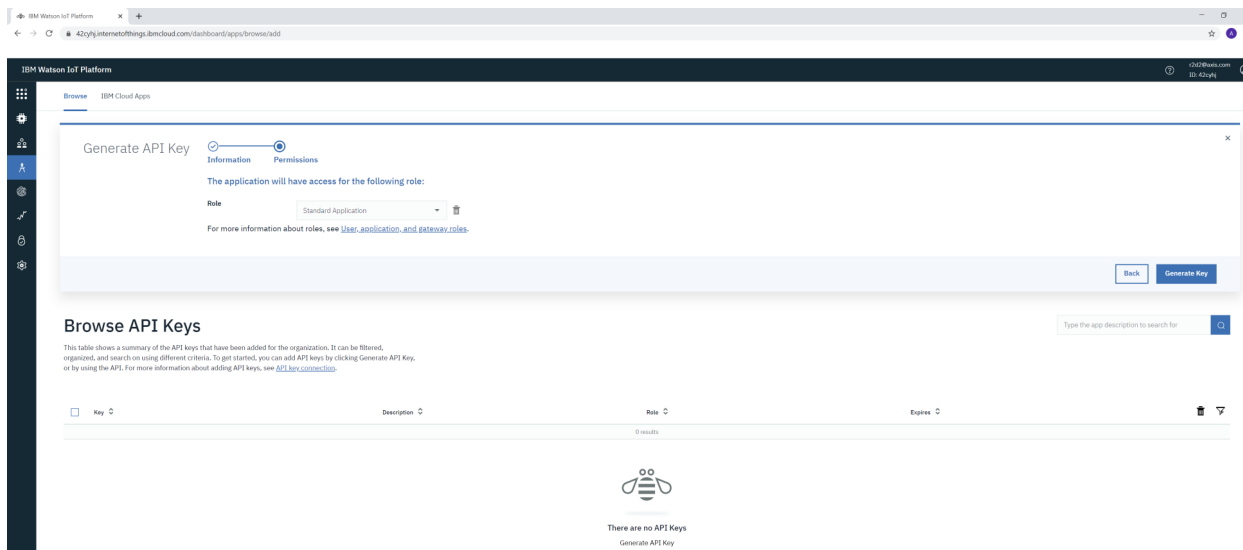 IBM Watson IoT Platform
42cyhj.internetofthings.ibmcloud.com/dashboard/apps/browse/add
IBM Watson IoT Platform
r2d2@axis.com
ID: 42cyhj
Browse IBM Cloud Apps
Generate API Key
Information Permissions
The application will have access for the following role:
Role
Standard Application
For more information about roles, see User, application, and gateway roles.
Back Generate Key
Browse API Keys
Type the app description to search for
This table shows a summary of the API keys that have been added for the organization. It can be filtered,
organized, and search on using different criteria. To get started, you can add API keys by clicking Generate API Key,
or by using the API. For more information about adding API keys, see API key connection.
Key Description Role Expires
0 results
There are no API Keys
Generate API Key